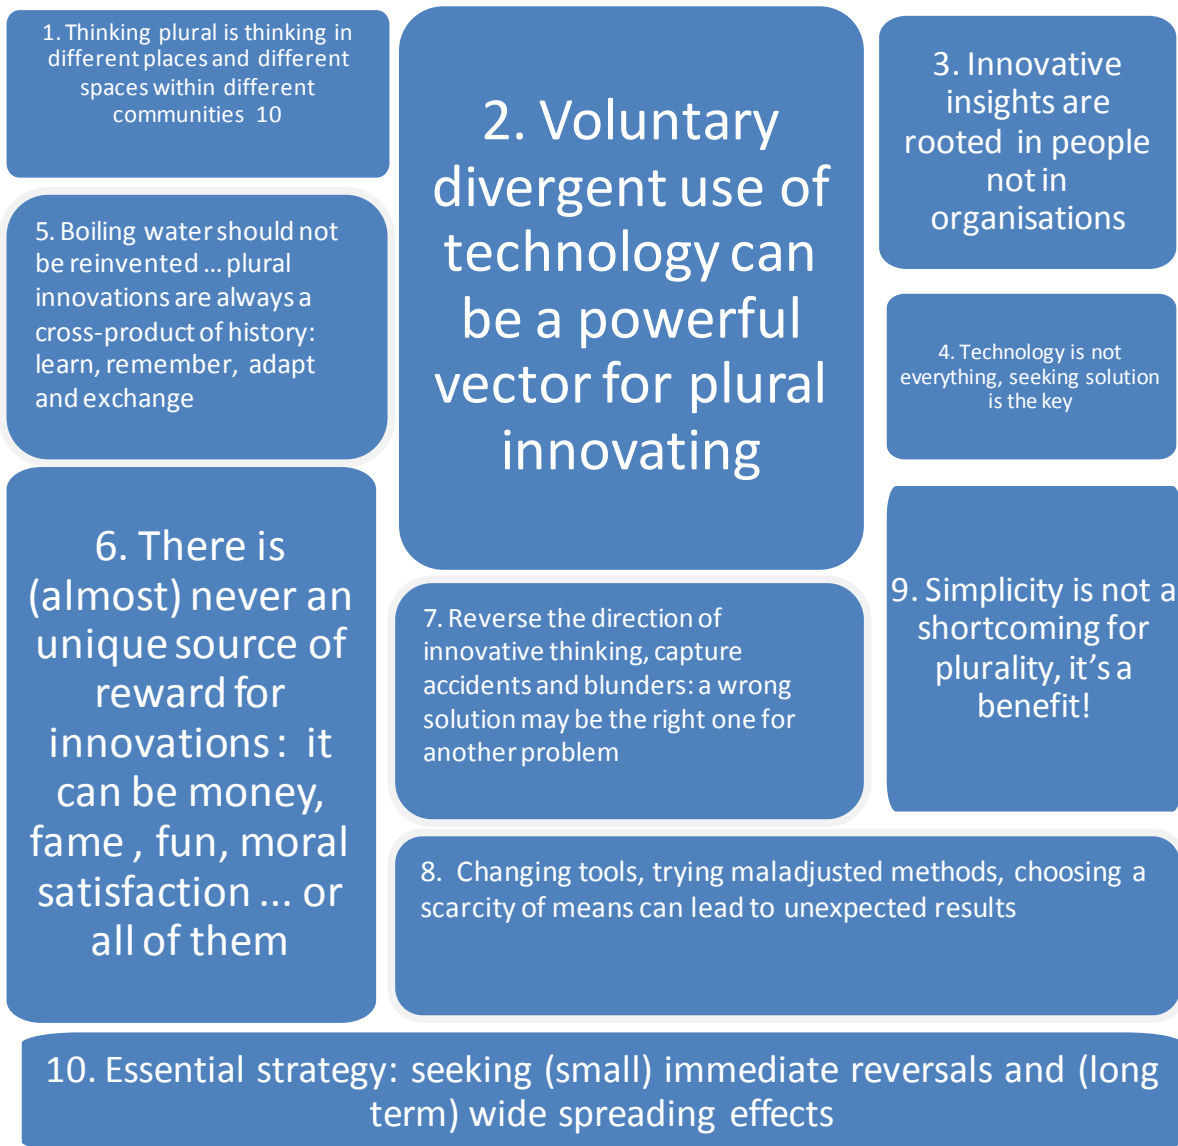 1. Thinking plural is thinking in
different places and different
spaces within different
communities 10
2. Voluntary
divergent use of
technology can
be a powerful
vector for plural
innovating
3. Innovative
insights are
rooted in people
not in
organisations
4. Technology is not
everything, seeking solution
is the key
5. Boiling water should not
be reinvented ... plural
innovations are always a
cross-product of history:
learn, remember, adapt
and exchange
6. There is
(almost) never an
unique source of
reward for
innovations : it
can be money,
fame , fun, moral
satisfaction ... or
all of them
7. Reverse the direction of
innovative thinking, capture
accidents and blunders: a wrong
solution may be the right one for
another problem
8. Changing tools, trying maladjusted methods, choosing a
scarcity of means can lead to unexpected results
9. Simplicity is not a
shortcoming for
plurality, it’s a
benefit!
10. Essential strategy: seeking (small) immediate reversals and (long
term) wide spreading effects